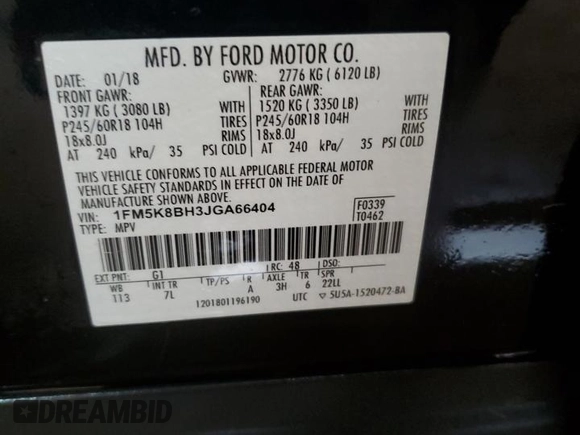 MFD. BY FORD MOTOR CO.
DATE: 01/18 GVWR: 2776 KG ( 6120 LB)
FRONT GAWR: REAR GAWR:
1397 KG ( 3080 LB) WITH 1520 KG ( 3350 LB) WITH
P245/60R18 104H TIRES P245/60R18 104H TIRES
18x8.0J RIMS 18x8.0J RIMS
AT 240 kPa/ 35 PSI COLD AT 240 kPa/ 35 PSI COLD
THIS VEHICLE CONFORMS TO ALL APPLICABLE FEDERAL MOTOR
VEHICLE SAFETY STANDARDS IN EFFECT ON THE DATE OF
MANUFACTURE SHOWN ABOVE.
VIN: 1FM5K8BH3JGA66404 F0339
TYPE: MPV T0462
EXT PNT: G1 RC: 48 DSO:
WB INT TR TP/PS R AXLE TR SPR
113 7L A 3H 6 22LL
1201801196190 UTC 5U5A-1520472-BA
DREAMBID